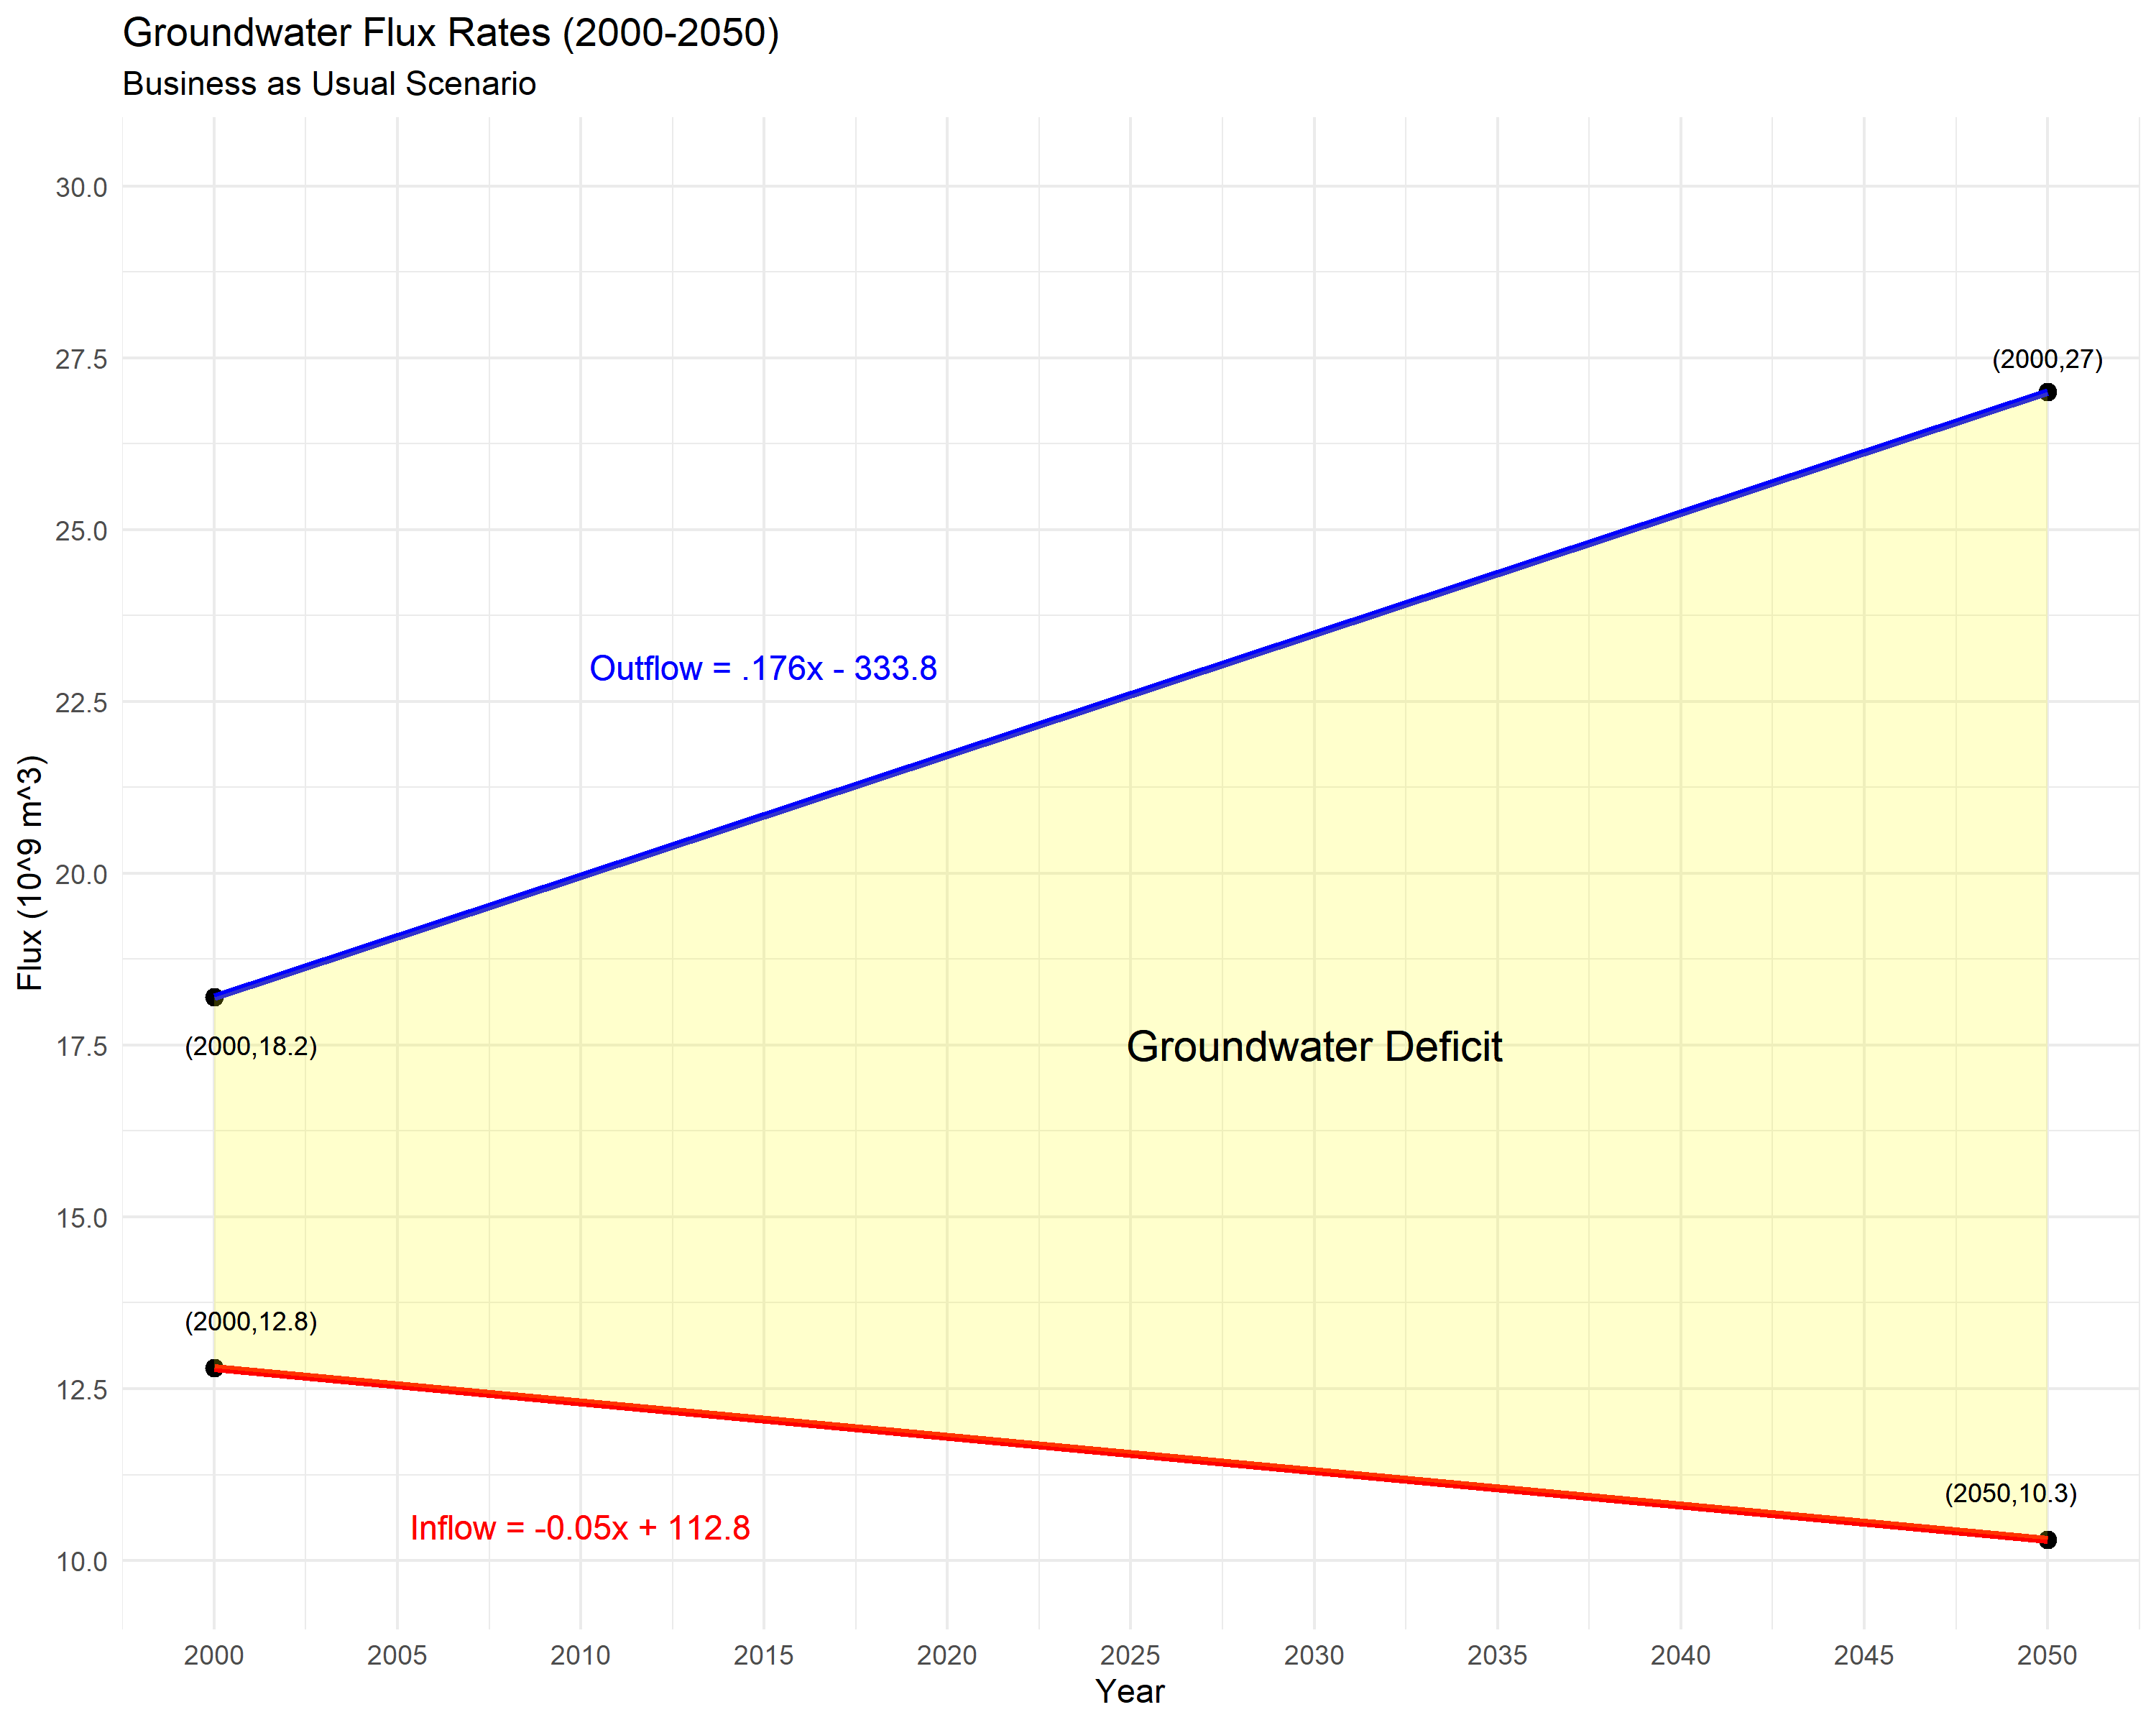 Groundwater Flux Rates (2000-2050)
Business as Usual Scenario
30.0
27.5
25.0
22.5
20.0
17.5
15.0
12.5
10.0
Flux (10^9 m^3)
(2000,27)
Outflow = .176x - 333.8
(2000,18.2)
Groundwater Deficit
(2000,12.8)
(2050,10.3)
Inflow = -0.05x + 112.8
2000 2005 2010 2015 2020 2025 2030 2035 2040 2045 2050
Year